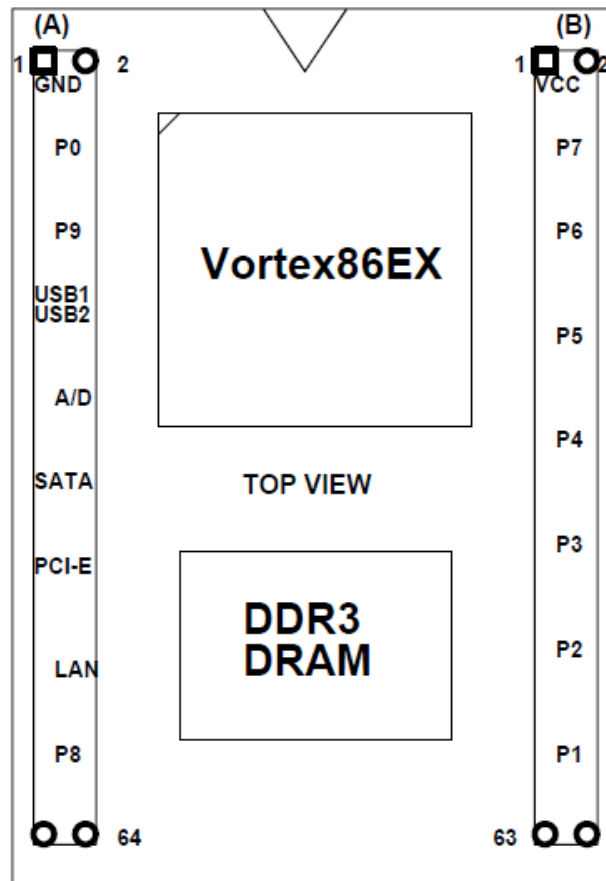 (A) (B)
1 2 1 2
GND VCC
P0 P7
P9 P6
Vortex86EX
USB1
USB2
P5
A/D
P4
SATA TOP VIEW
PCI-E P3
DDR3
DRAM
LAN P2
P8 P1
64 63